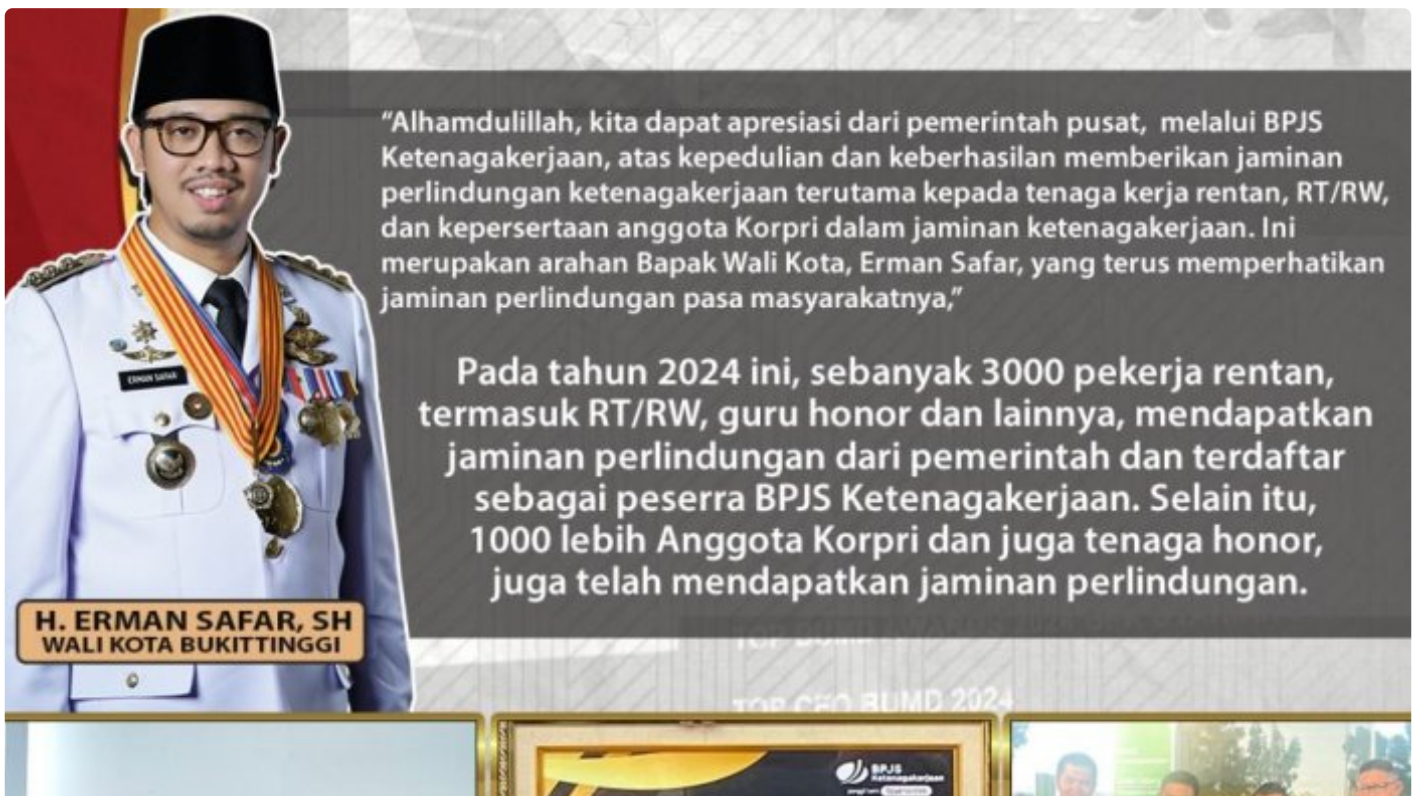 “Alhamdulillah, kita dapat apresiasi dari pemerintah pusat, melalui BPJS
Ketenagakerjaan, atas kepedulian dan keberhasilan memberikan jaminan
perlindungan ketenagakerjaan terutama kepada tenaga kerja rentan, RT/RW,
dan kepersertaan anggota Korpri dalam jaminan ketenagakerjaan. Ini
merupakan arahan Bapak Wali Kota, Erman Safar, yang terus memperhatikan
jaminan perlindungan pasa masyarakatnya,”
Pada tahun 2024 ini, sebanyak 3000 pekerja rentan,
termasuk RT/RW, guru honor dan lainnya, mendapatkan
jaminan perlindungan dari pemerintah dan terdaftar
sebagai peserra BPJS Ketenagakerjaan. Selain itu,
1000 lebih Anggota Korpri dan juga tenaga honor,
juga telah mendapatkan jaminan perlindungan.
ERMAN SAFAR
H. ERMAN SAFAR, SH
WALI KOTA BUKITTINGGI
TOP CEO BUMD 2024
BPJS
Ketenagakerjaan